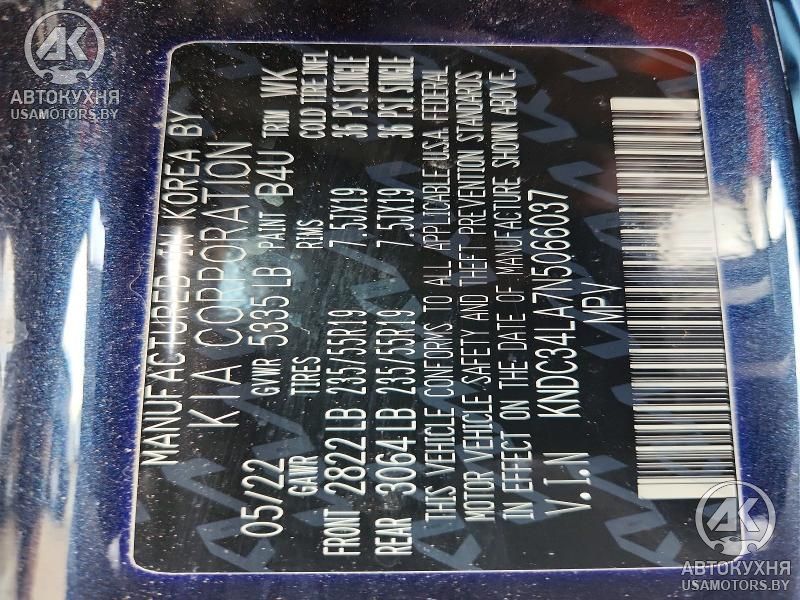 MANUFACTURED IN KOREA BY
KIA CORPORATION
05/22 GVWR 5335 LB PAINT B4U TRIM WK
GAWR TIRES RIMS COLD TIRE INFL
FRONT 2822 LB 235/55R19 7.5JX19 36 PSI SINGLE
REAR 3064 LB 235/55R19 7.5JX19 36 PSI SINGLE
THIS VEHICLE CONFORMS TO ALL APPLICABLE USA FEDERAL
MOTOR VEHICLE SAFETY AND THEFT PREVENTION STANDARDS
IN EFFECT ON THE DATE OF MANUFACTURE SHOWN ABOVE.
V.I.N KNDC34LA7N5066037
MPV
АК
АВТОКУХНЯ
USAMOTORS.BY
АК
АВТОКУХНЯ
USAMOTORS.BY